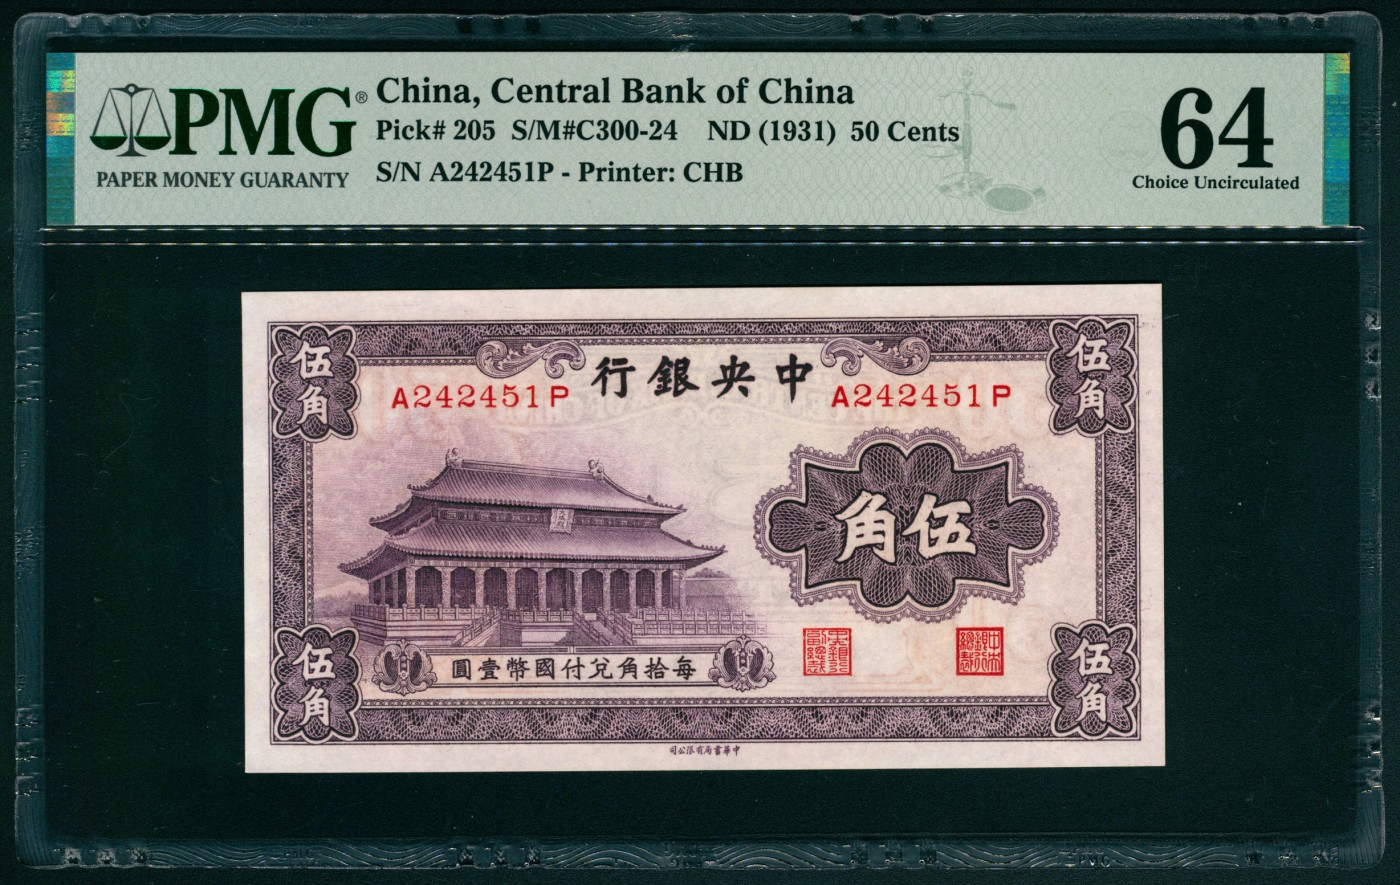 PMG®
PAPER MONEY GUARANTY
China, Central Bank of China
Pick# 205 S/M#C300-24 ND (1931) 50 Cents
S/N A242451P - Printer: CHB
64
Choice Uncirculated
伍角
伍角
行銀央中
A242451P
A242451P
角伍
圓壹幣國付兌角拾每
伍角
伍角
司公限有局書華中
PMG